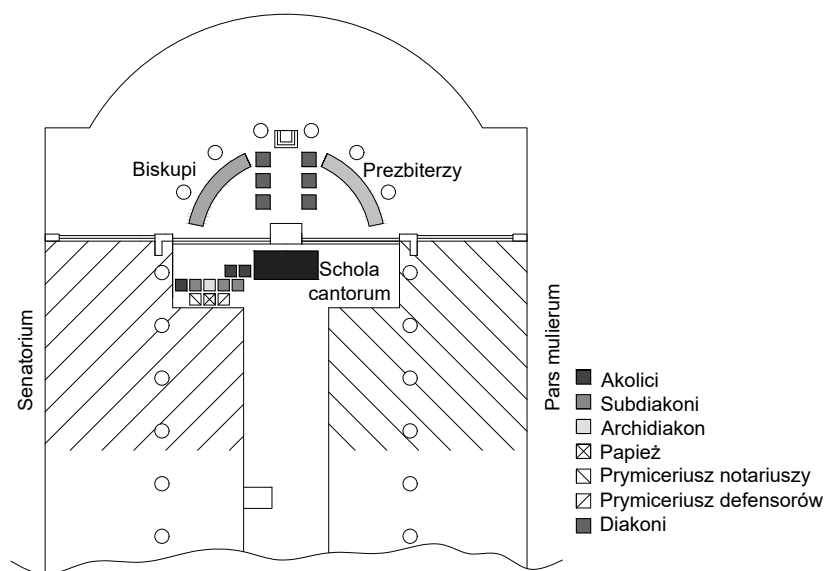 Biskupi
Prezbiterzy
Schola
cantorum
Senatorium
Pars mulierum
Akolici
Subdiakoni
Archidiakon
Papież
Prymiceriusz notariuszy
Prymiceriusz defensorów
Diakoni